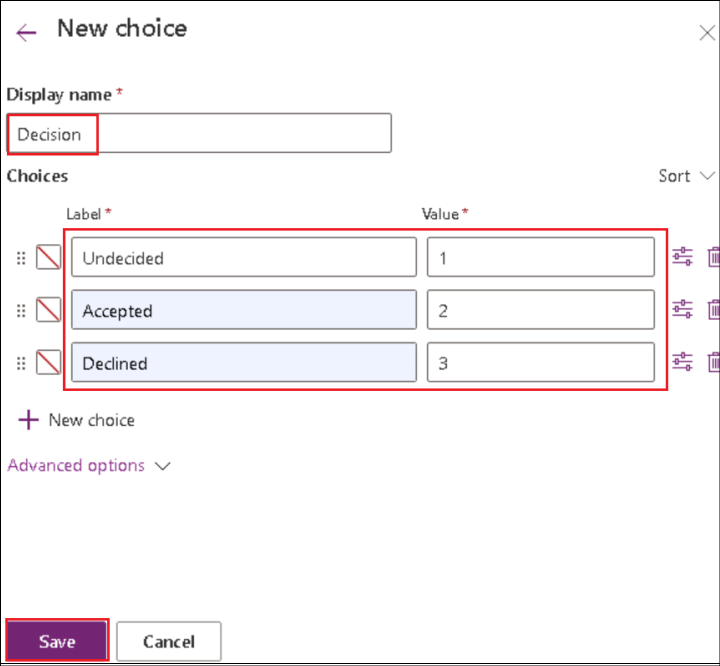 New choice
Display name *
Decision
Choices Sort
Label * Value *
Undecided 1
Accepted 2
Declined 3
New choice
Advanced options
Save Cancel